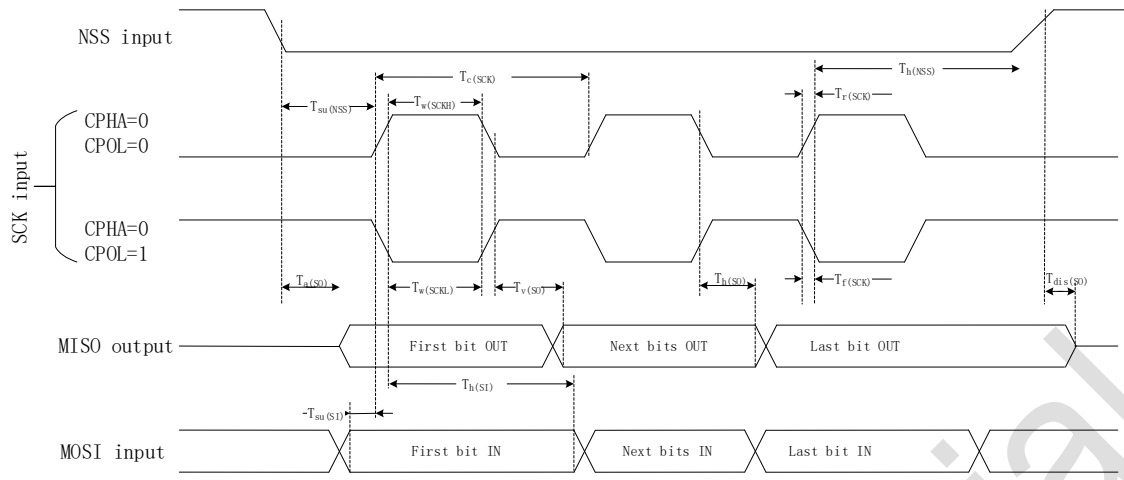 NSS input
Tc(SCK)
Th(NSS)
Tsu(NSS)
Tw(SCKH)
Tr(SCK)
SCK input
CPHA=0
CPOL=0
CPHA=0
CPOL=1
Ta(SO)
Tw(SCKL)
Tv(SO)
Th(SO)
Tf(SCK)
Tdis(SO)
MISO output
First bit OUT
Next bits OUT
Last bit OUT
Th(SI)
-Tsu(SI)
MOSI input
First bit IN
Next bits IN
Last bit IN